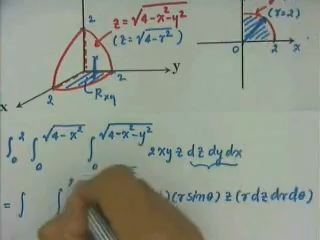 2
z = √4-x²-y²
(z = √4-r²)
(r=2)
0 2 x
2 y
R_xy
x 2
∫₀² ∫₀^√4-x² ∫₀^√4-x²-y² 2xyz dz dy dx
= ∫ ∫ )(r sinθ) z (r dz dr dθ)